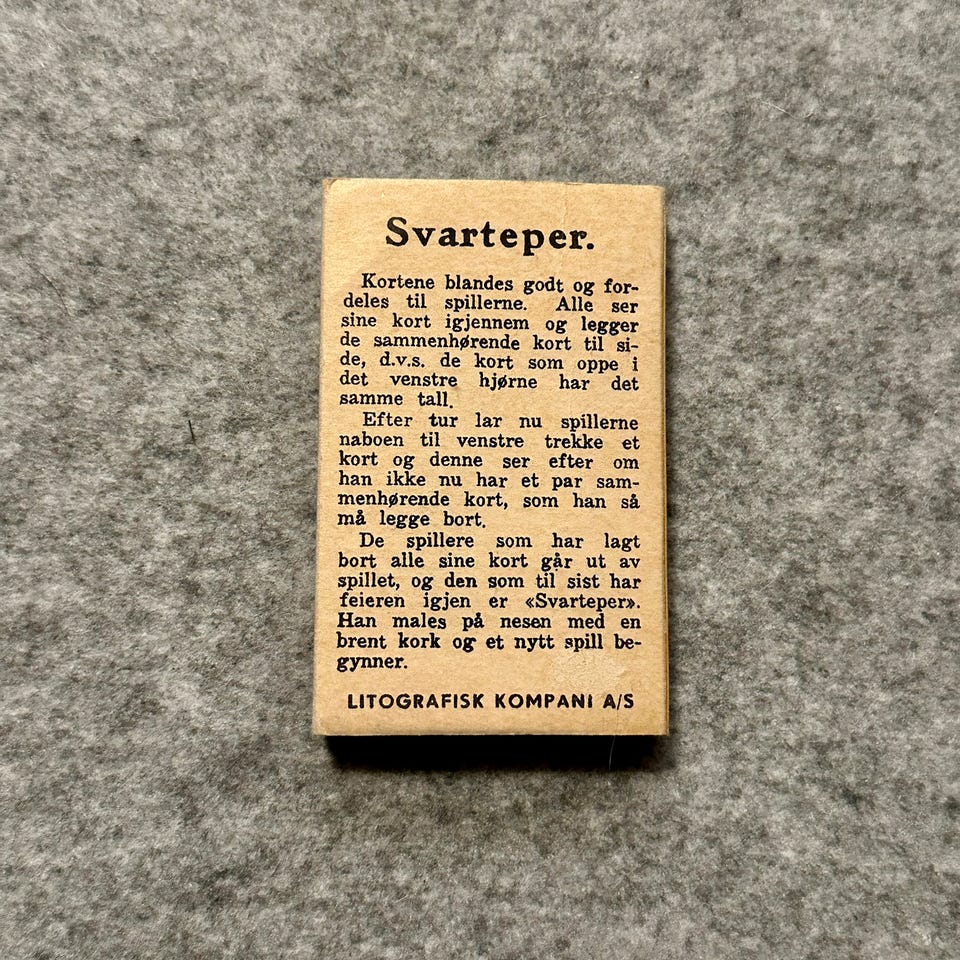 Svarteper.
Kortene blandes godt og for-
deles til spillerne. Alle ser
sine kort igjennem og legger
de sammenhørende kort til si-
de, d.v.s. de kort som oppe i
det venstre hjørne har det
samme tall.
Efter tur lar nu spillerne
naboen til venstre trekke et
kort og denne ser efter om
han ikke nu har et par sam-
menhørende kort, som han så
må legge bort.
De spillere som har lagt
bort alle sine kort går ut av
spillet, og den som til sist har
feieren igjen er «Svarteper».
Han males på nesen med en
brent kork og et nytt spill be-
gynner.
LITOGRAFISK KOMPANI A/S